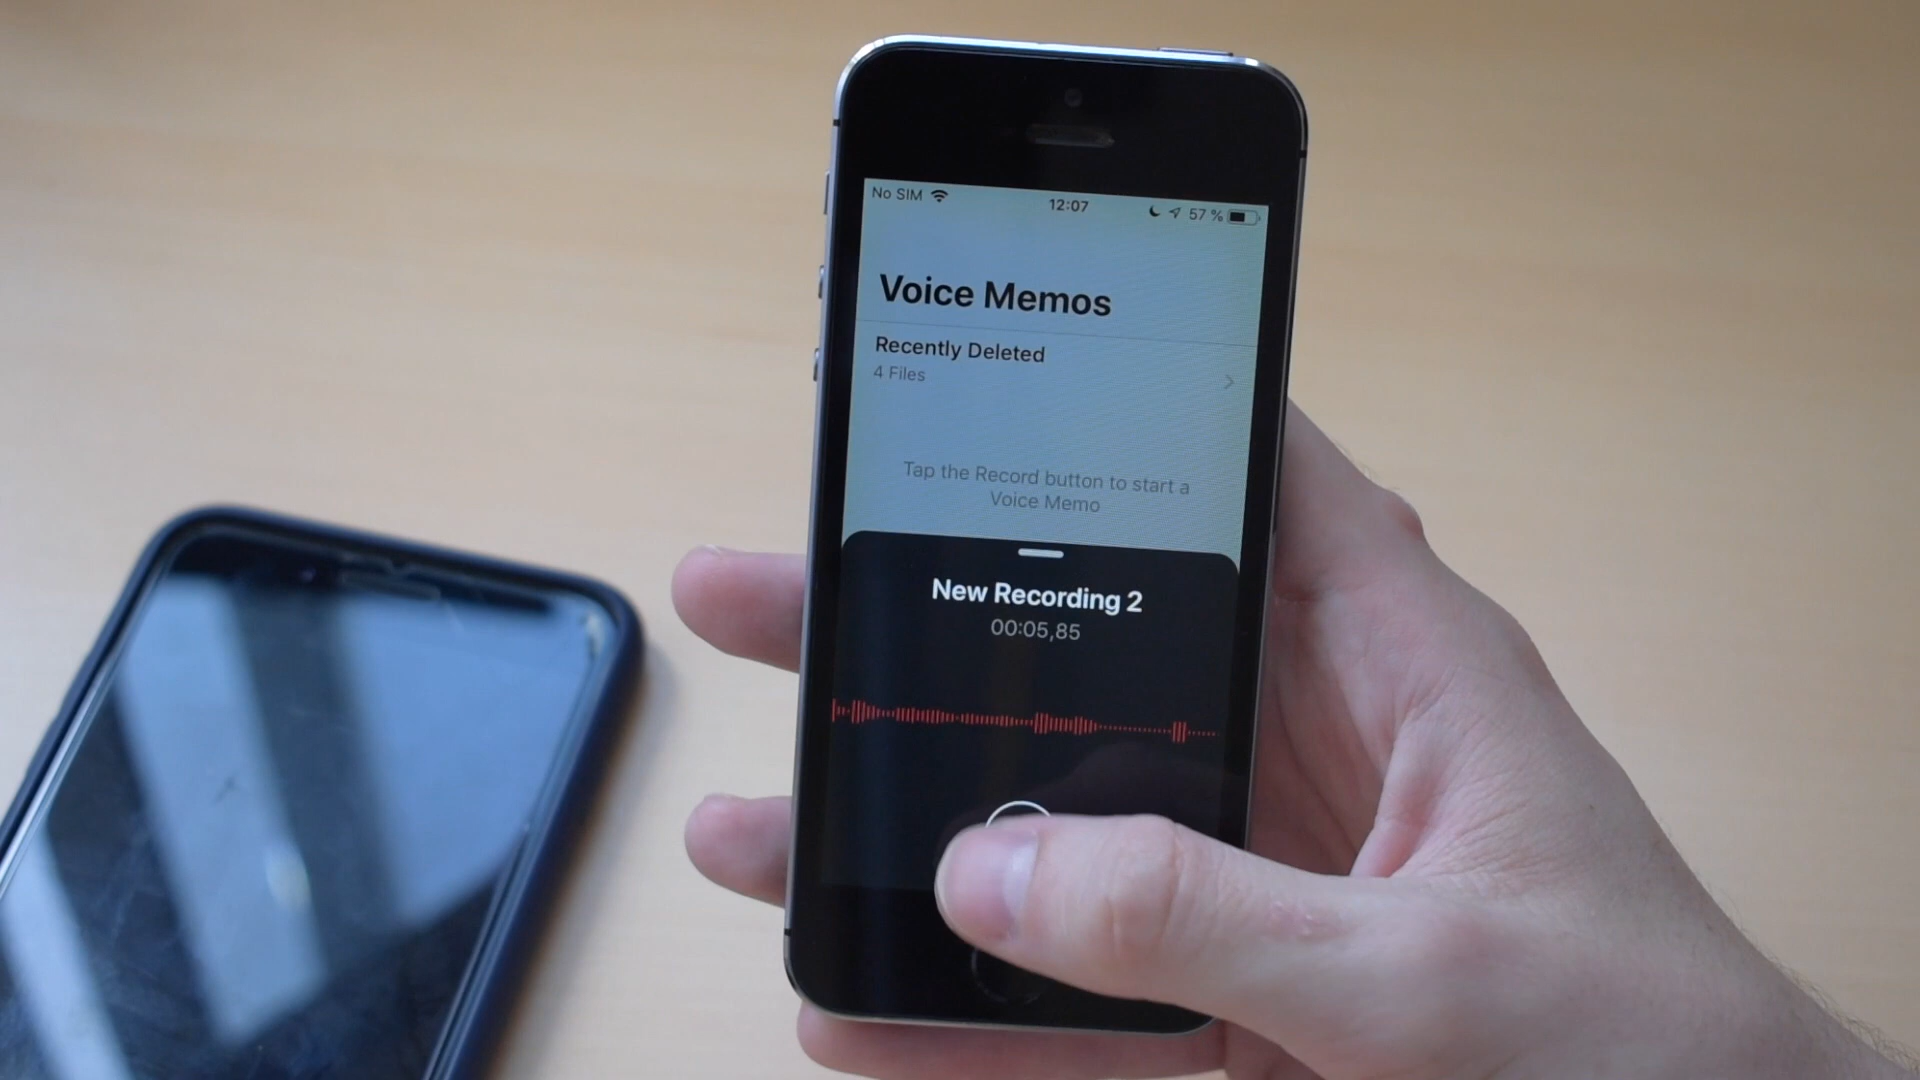 No SIM 12:07 57 %
Voice Memos
Recently Deleted
4 Files
Tap the Record button to start a
Voice Memo
New Recording 2
00:05,85